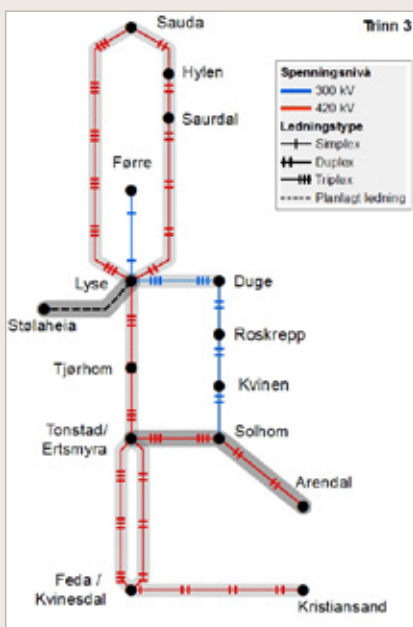 Trinn 3
Spenningsnivå
300 kV
420 kV
Ledningstype
Simplex
Duplex
Triplex
Planlagt ledning
Sauda
Hylen
Saurdal
Førre
Lyse
Duge
Stølaheia
Roskrepp
Tjørhom
Kvinen
Tonstad/
Ertsmyra
Solhom
Arendal
Feda /
Kvinesdal
Kristiansand